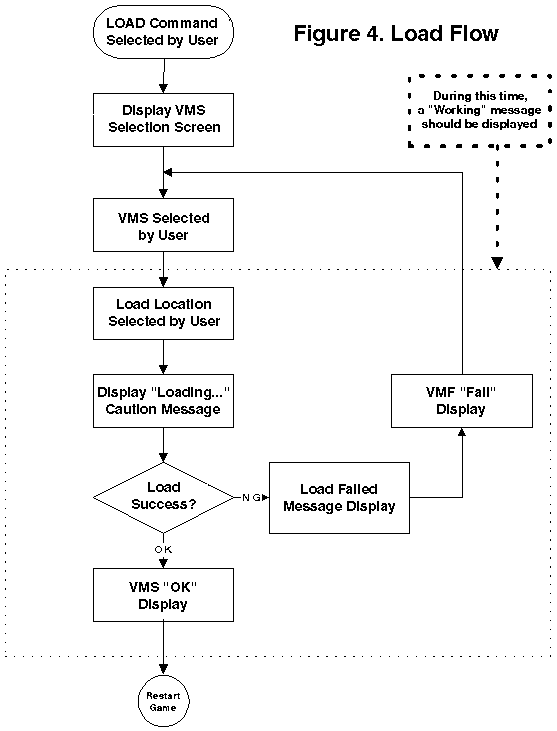 LOAD Command
Selected by User
Figure 4. Load Flow
During this time,
a "Working" message
should be displayed
Display VMS
Selection Screen
VMS Selected
by User
Load Location
Selected by User
Display "Loading..."
Caution Message
VMF "Fail"
Display
Load
Success?
NG
Load Failed
Message Display
OK
VMS "OK"
Display
Restart
Game